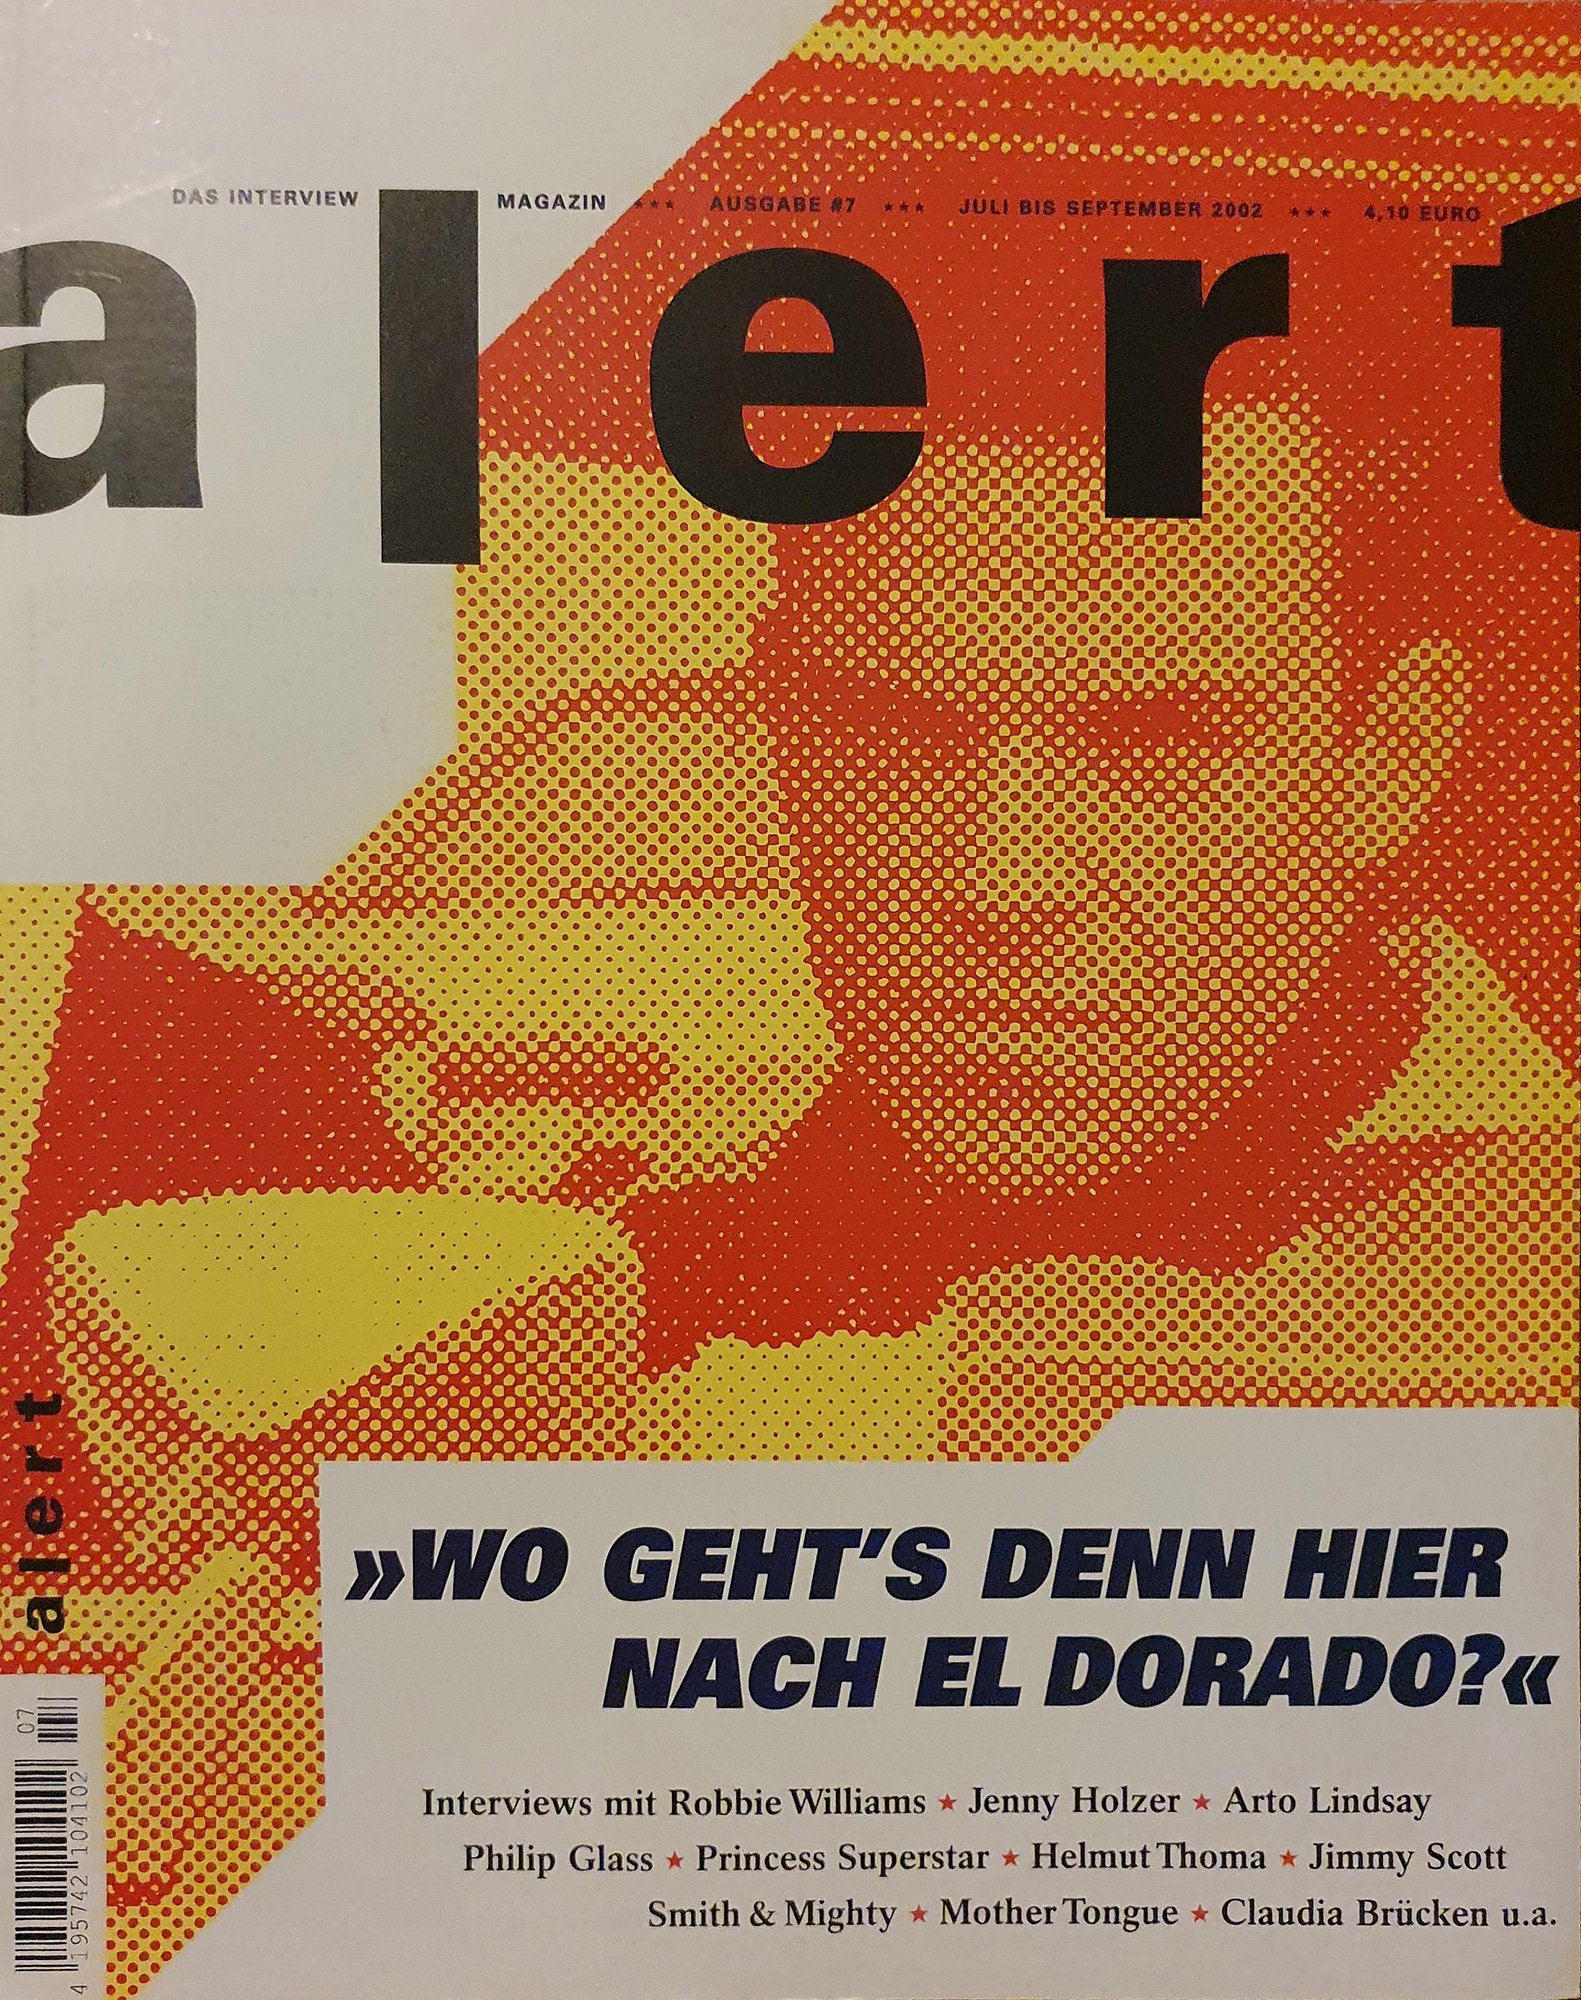 DAS INTERVIEW MAGAZIN *** AUSGABE #7 *** JULI BIS SEPTEMBER 2002 *** 4,10 EURO
alert
alert
»WO GEHT'S DENN HIER
NACH EL DORADO?«
Interviews mit Robbie Williams ★ Jenny Holzer ★ Arto Lindsay
Philip Glass ★ Princess Superstar ★ Helmut Thoma ★ Jimmy Scott
Smith & Mighty ★ Mother Tongue ★ Claudia Brücken u.a.
07
4 195742 104102